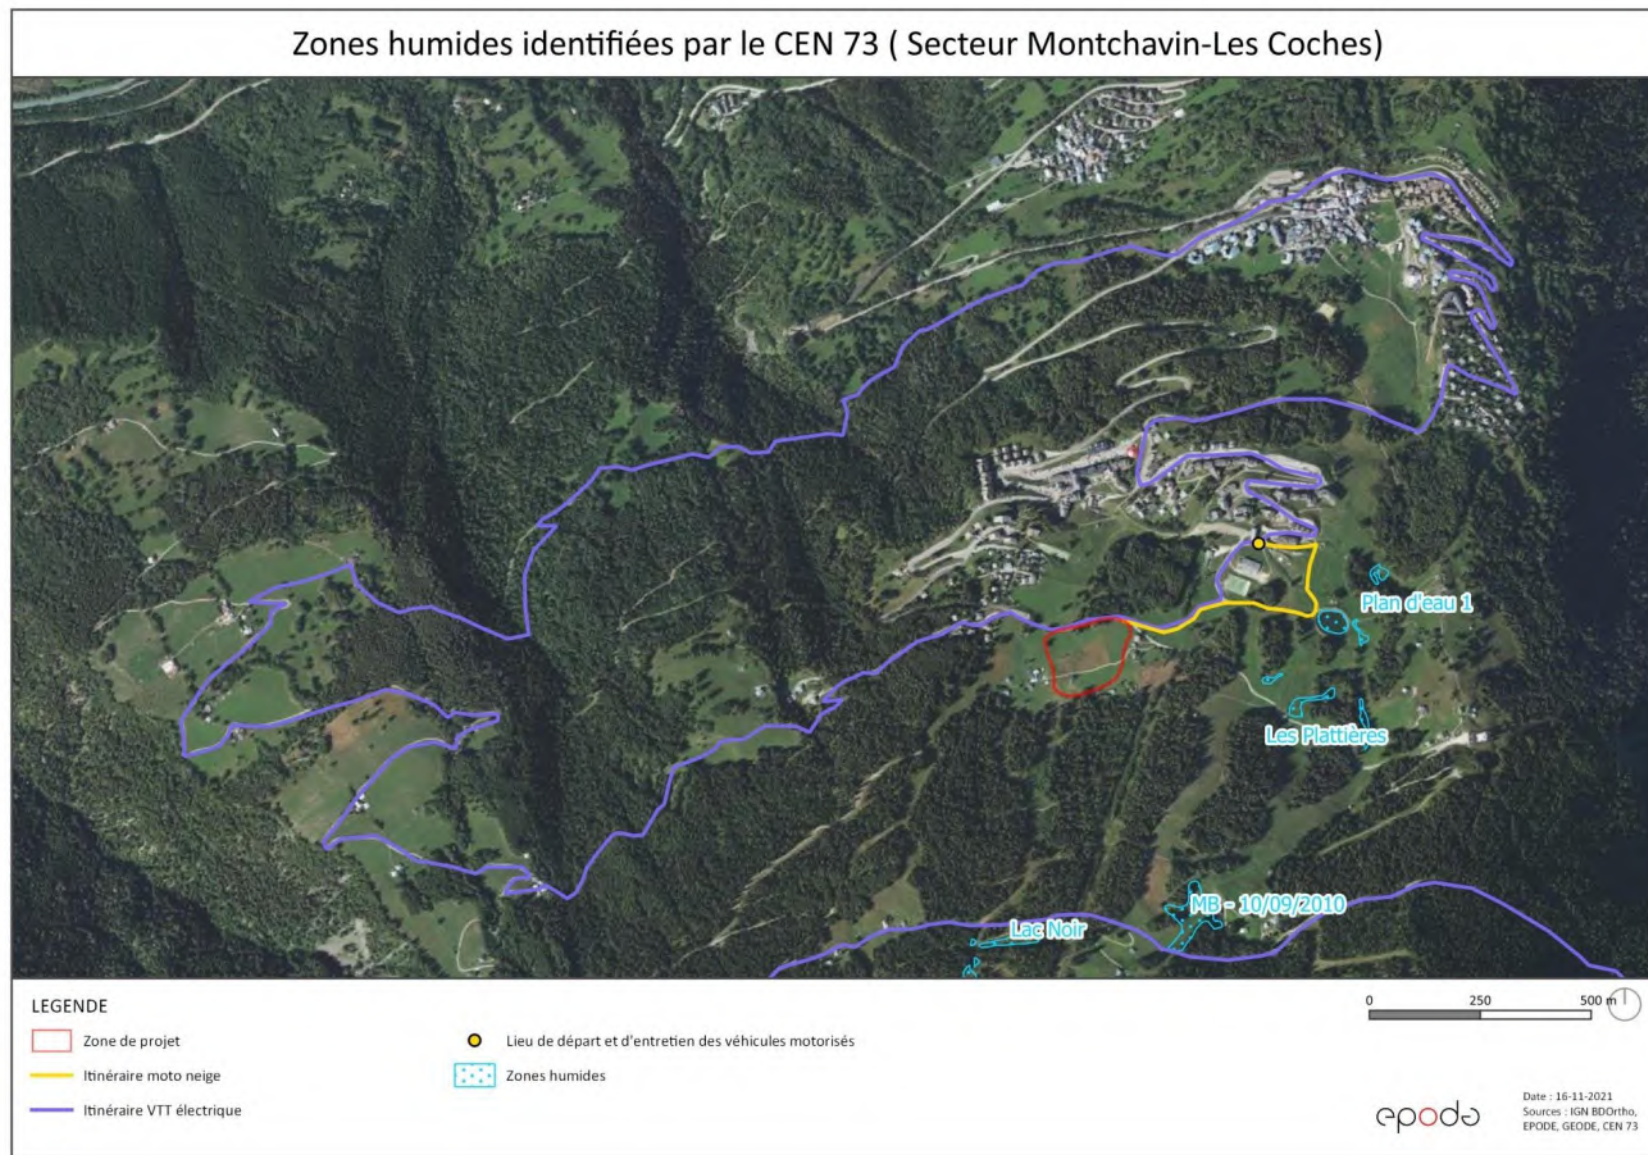 Zones humides identifiées par le CEN 73 ( Secteur Montchavin-Les Coches)
Plan d'eau 1
Les Plattières
MB - 10/09/2010
Lac Noir
LEGENDE
Zone de projet
Itinéraire moto neige
Itinéraire VTT électrique
Lieu de départ et d'entretien des véhicules motorisés
Zones humides
0 250 500 m
epode
Date : 16-11-2021
Sources : IGN BDOrtho,
EPODE, GEODE, CEN 73